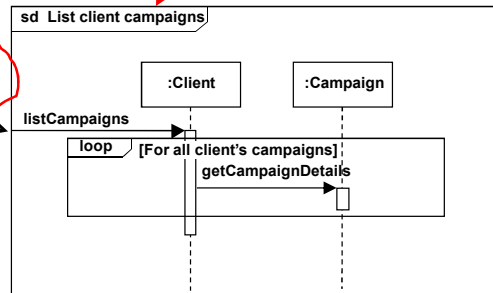 sd List client campaigns
:Client
:Campaign
listCampaigns
loop
[For all client's campaigns]
getCampaignDetails